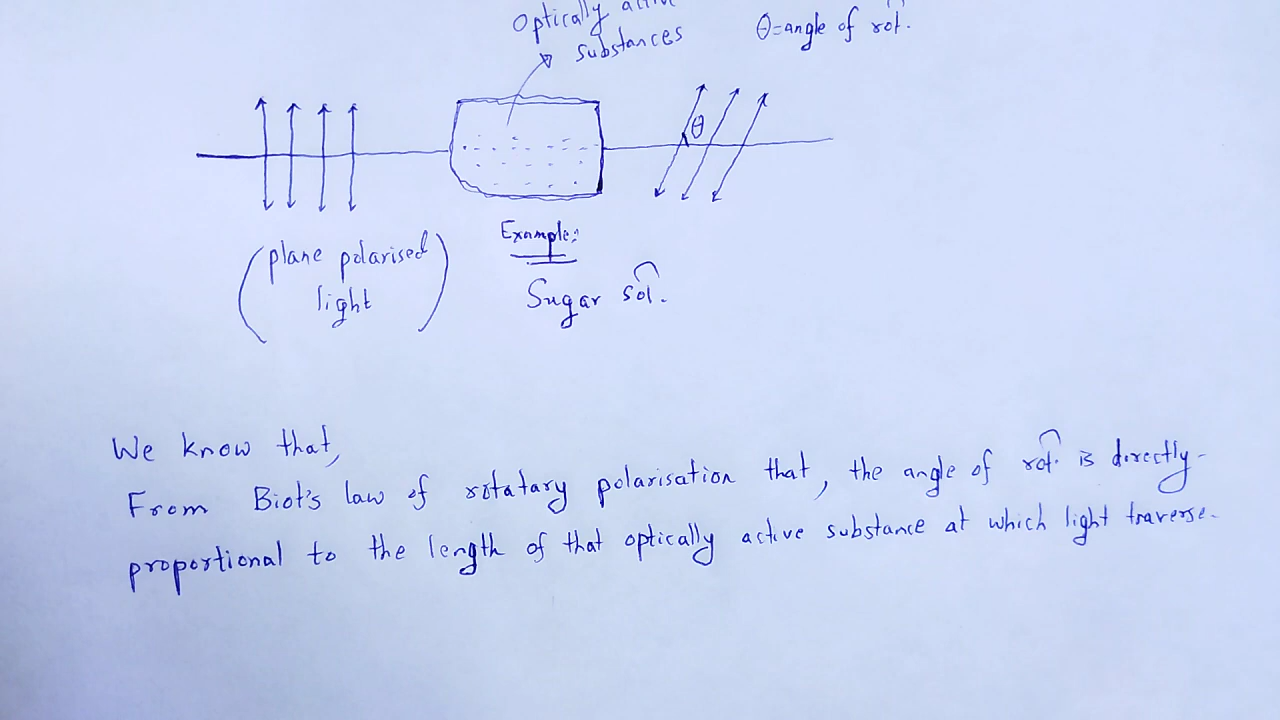 Optically active
substances
θ=angle of rot.
θ
(plane polarised
light)
Example:
Sugar sol.
We know that,
From Biot's law of rotatary polarisation that, the angle of rot. is directly-
proportional to the length of that optically active substance at which light traverse.